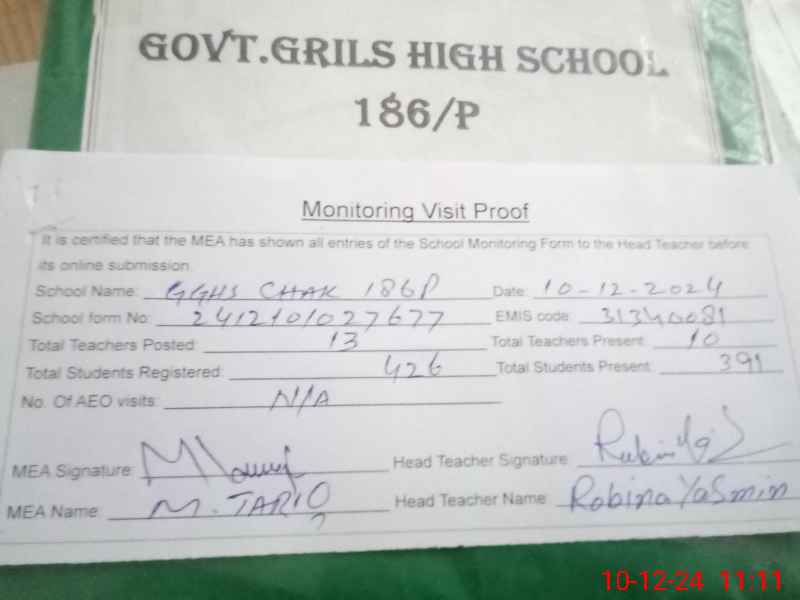 GOVT.GRILS HIGH SCHOOL
186/P
Monitoring Visit Proof
It is certified that the MEA has shown all entries of the School Monitoring Form to the Head Teacher before
its online submission.
School Name: GGHS CHAK 186P Date: 10-12-2024
School form No: 2412101027677 EMIS code: 31340081
Total Teachers Posted: 13 Total Teachers Present: 10
Total Students Registered: 426 Total Students Present: 391
No. Of AEO visits: N/A
MEA Signature: Head Teacher Signature:
MEA Name: M. TARIQ Head Teacher Name: Robina Yasmin
10-12-24 11:11